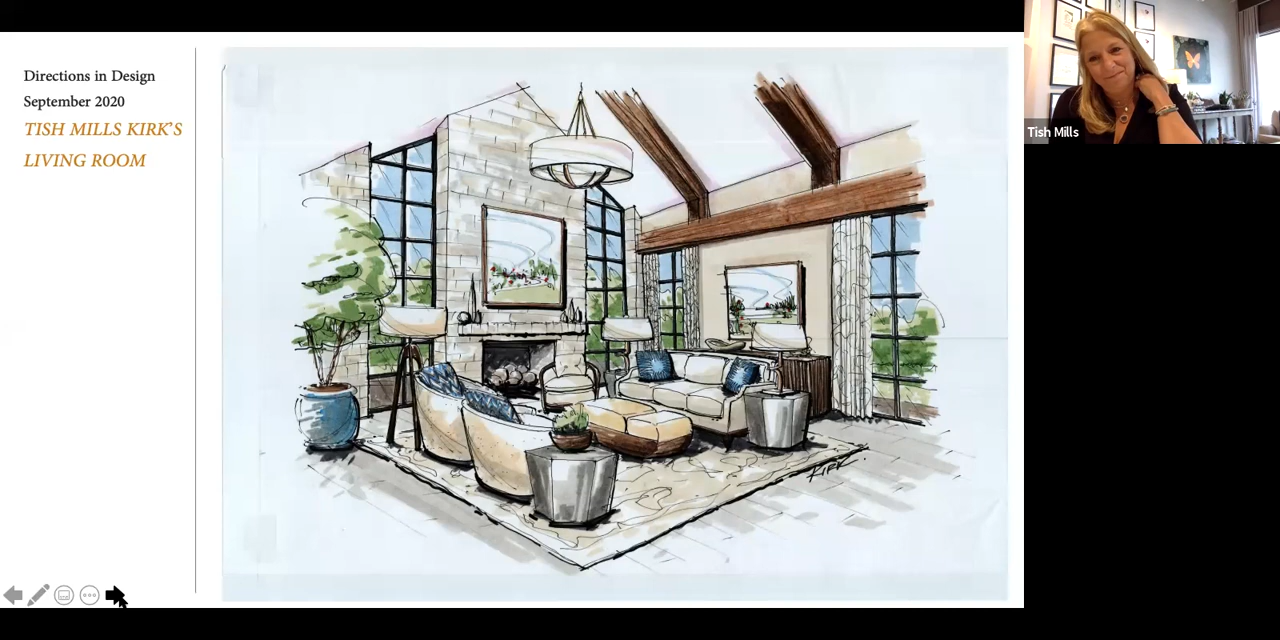 Directions in Design
September 2020
TISH MILLS KIRK'S
LIVING ROOM
Tish Mills
KIRK